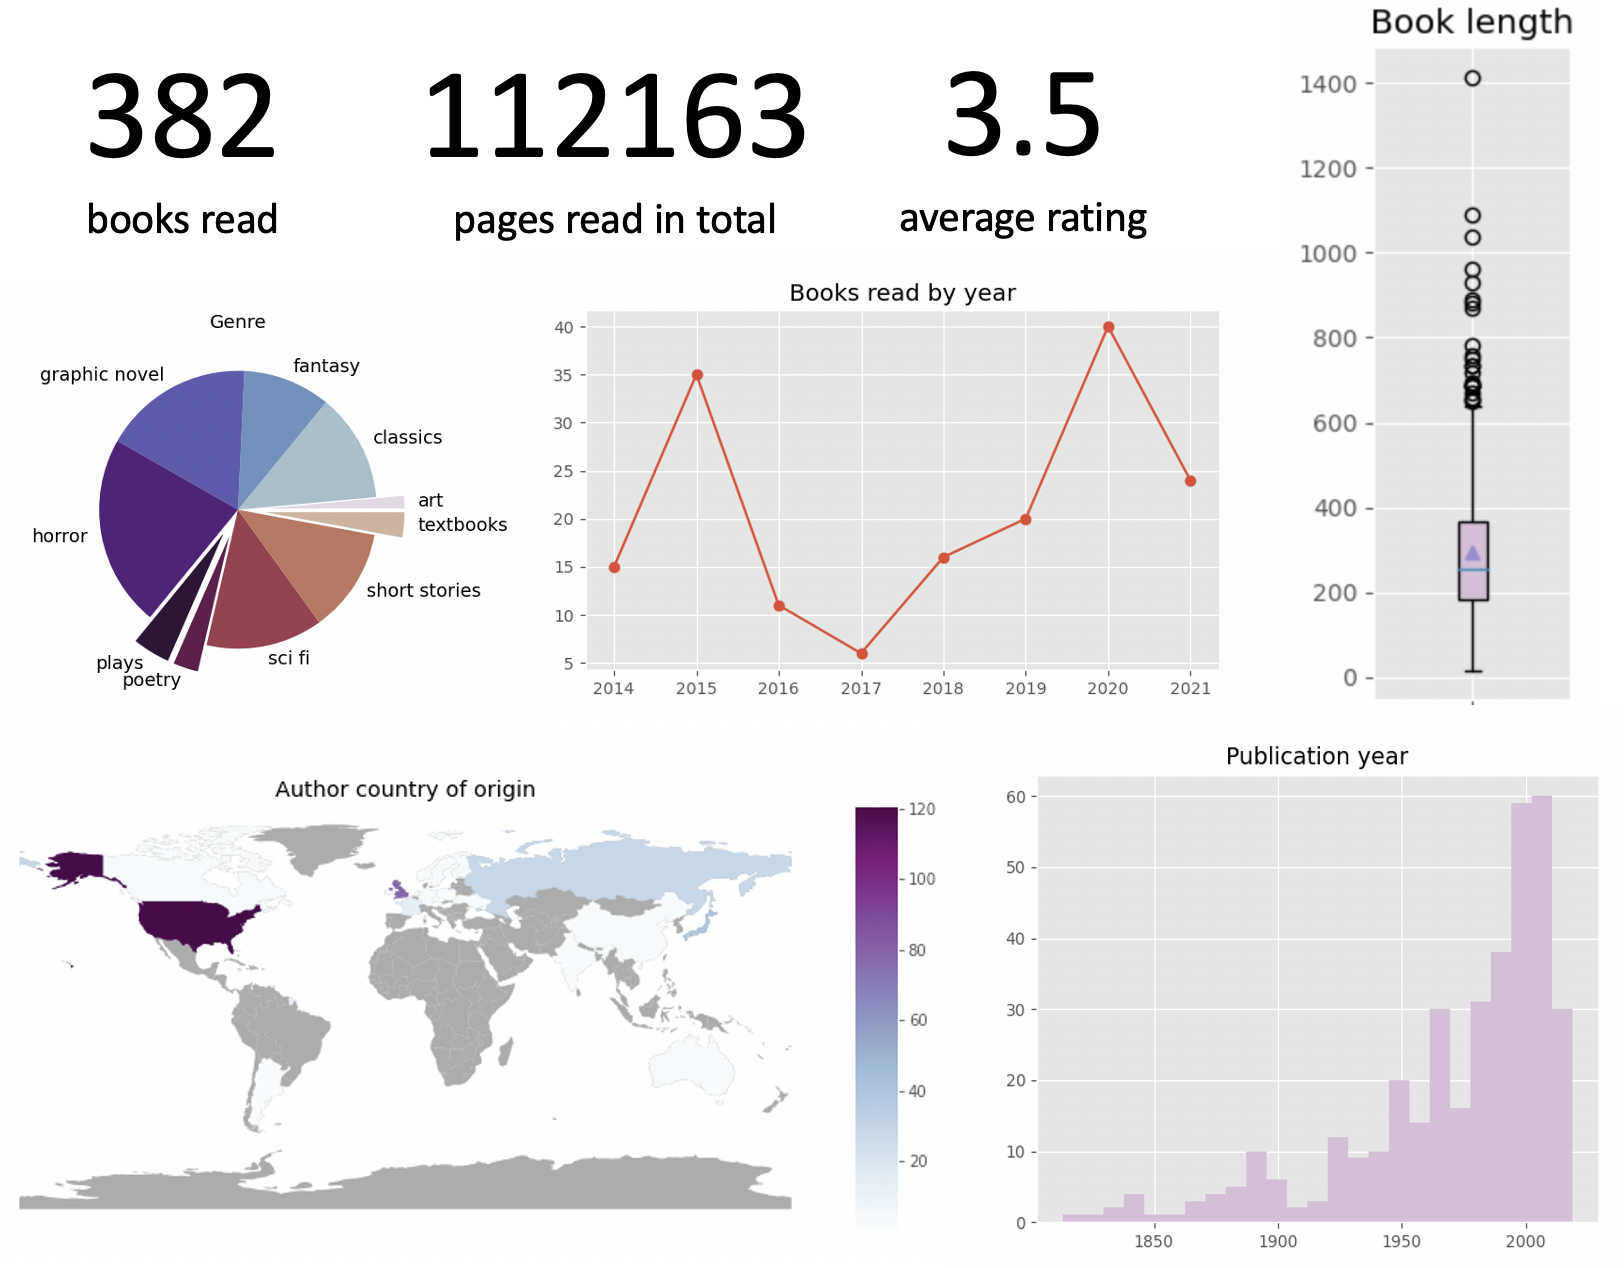 382
books read
112163
pages read in total
3.5
average rating
Book length
1400
1200
1000
800
600
400
200
0
Genre
graphic novel
fantasy
classics
art
textbooks
horror
short stories
plays
poetry
sci fi
Books read by year
40
35
30
25
20
15
10
5
2014 2015 2016 2017 2018 2019 2020 2021
Author country of origin
120
100
80
60
40
20
Publication year
60
50
40
30
20
10
0
1850 1900 1950 2000